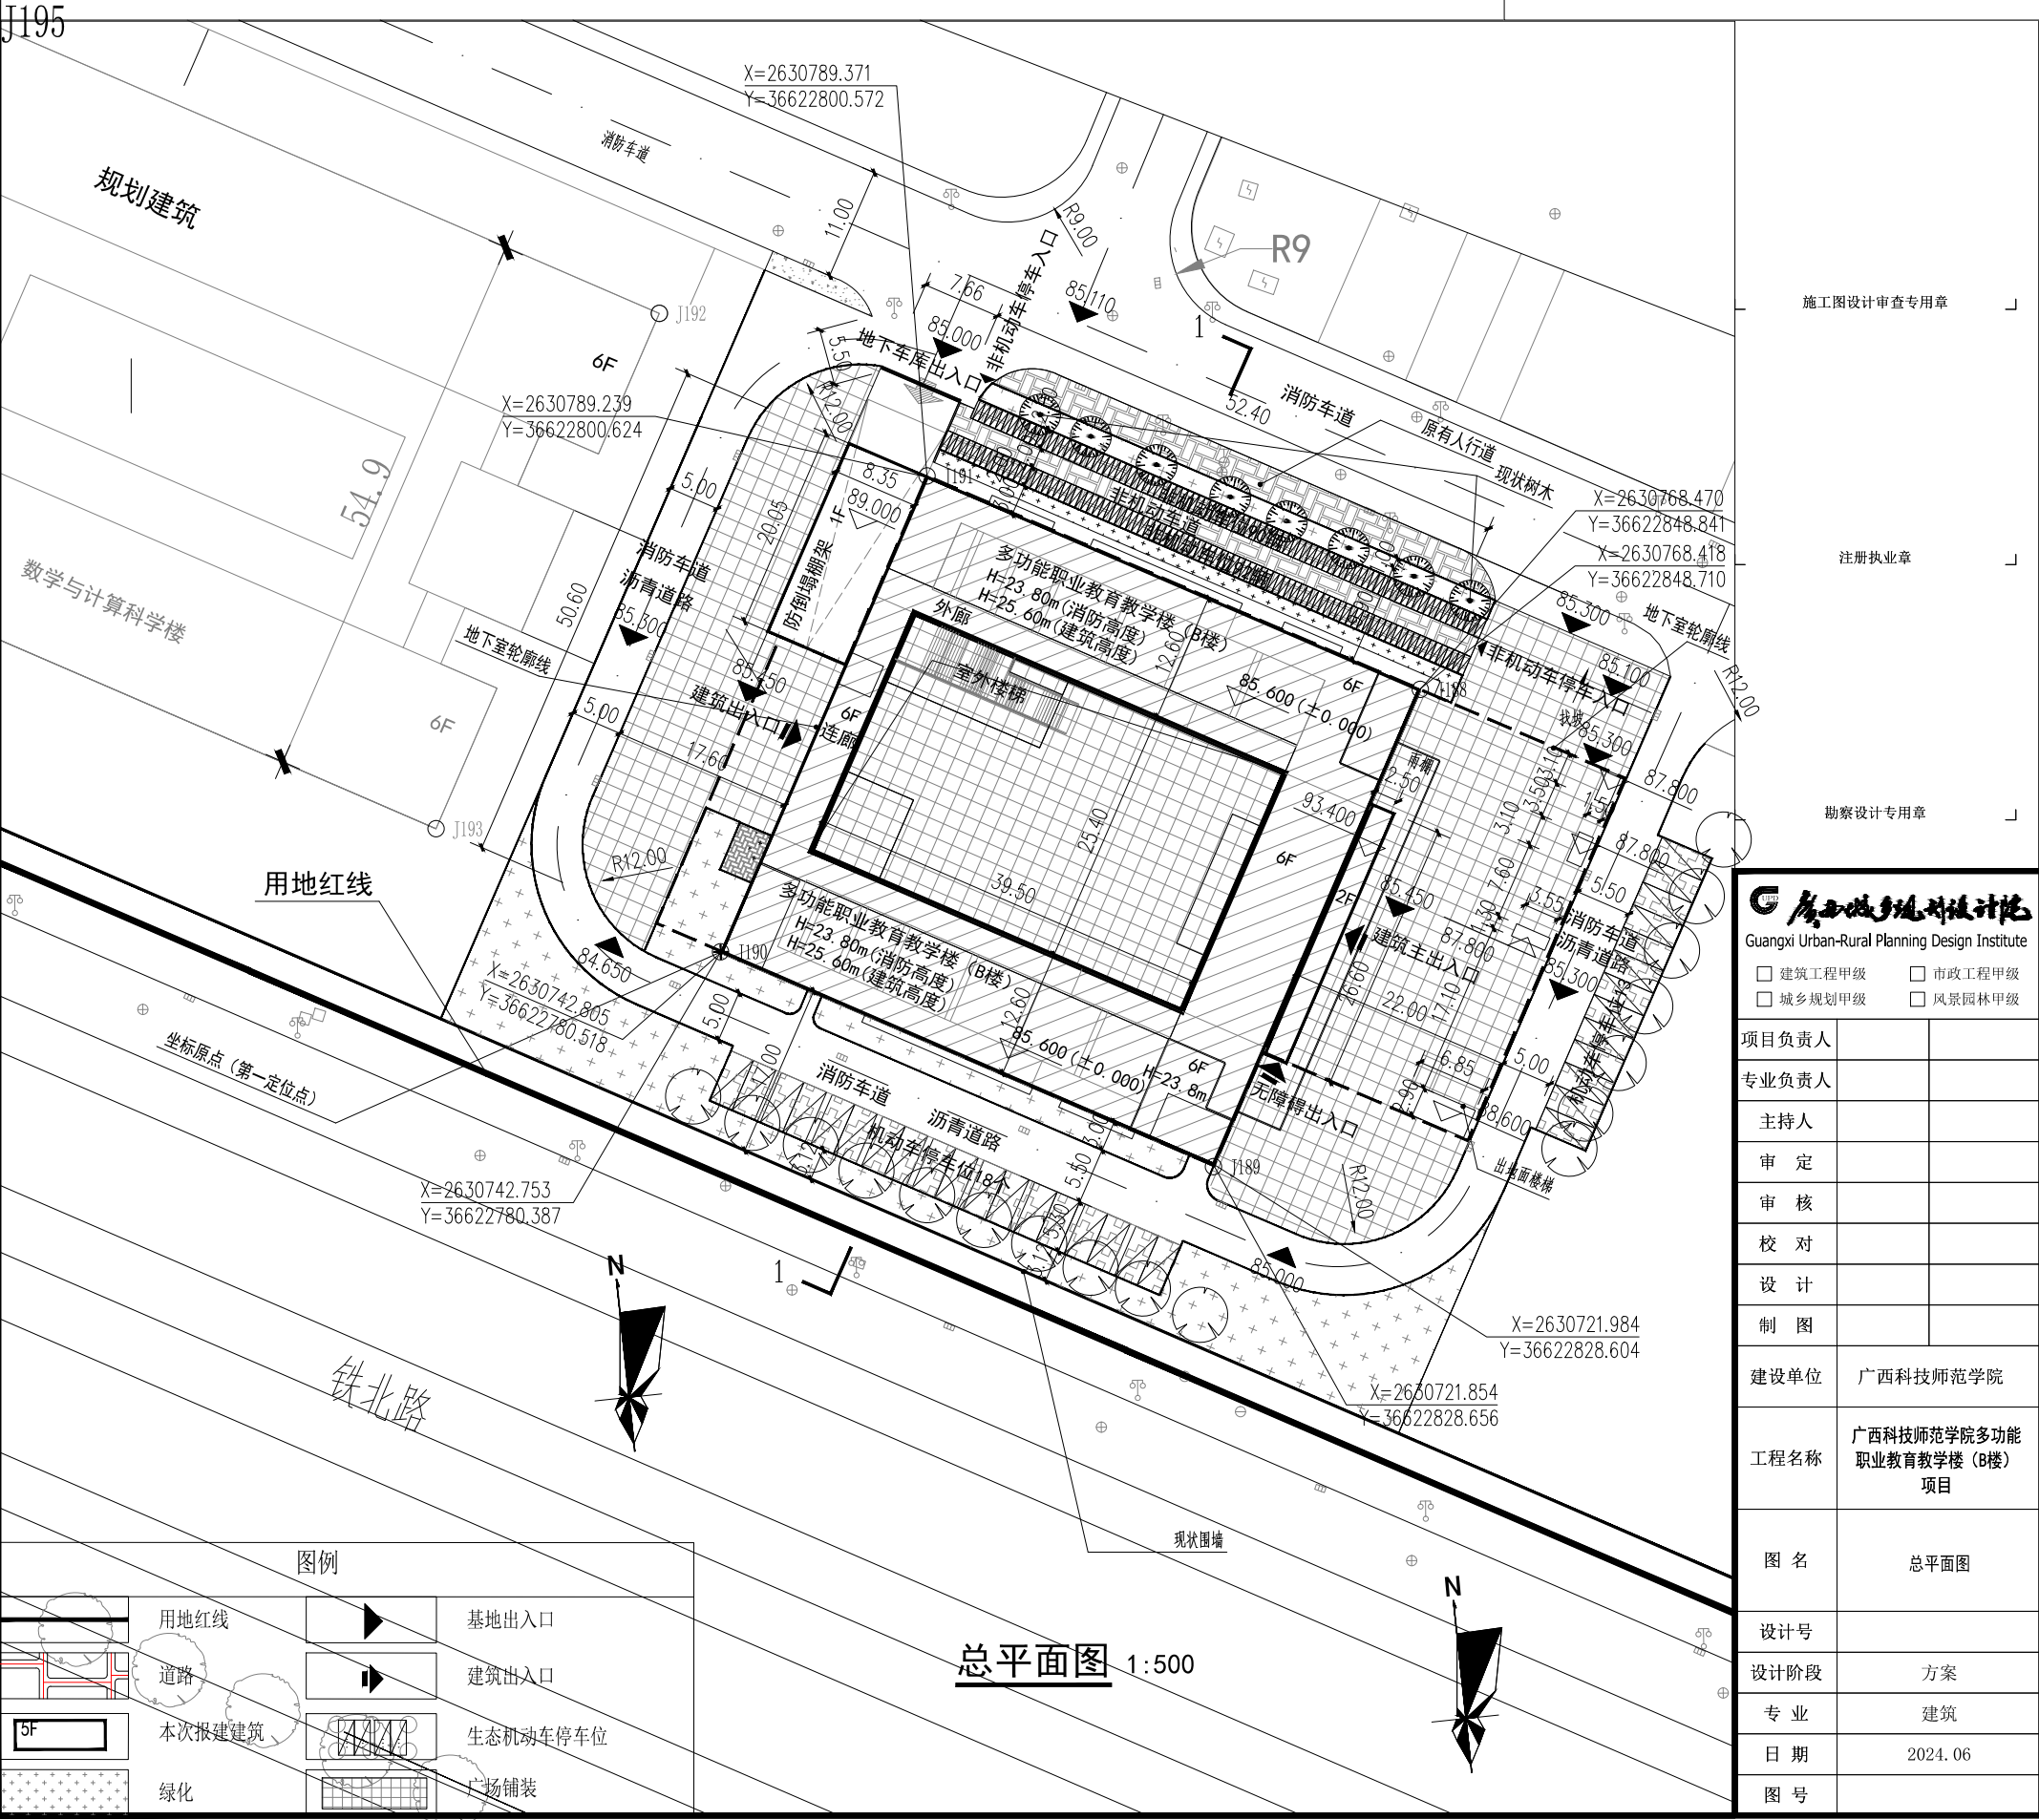 J195
X=2630789.371
Y=36622800.572
消防车道
规划建筑
11.00
R9.00
R9
J192
7.66
85.110
非机动车停车入口
85.000
地下车库出入口
5.50
R12.00
6F
1
52.40
消防车道
原有人行道
现状树木
X=2630789.239
Y=36622800.624
J191
8.35
89.000
1F
20.05
5.00
54.9
非机动车道
X=2630768.470
Y=36622848.841
X=2630768.418
Y=36622848.710
数学与计算科学楼
消防车道
沥青道路
85.300
50.60
防倒塌棚架
地下室轮廓线
多功能职业教育教学楼（B楼）
H=23.80m(消防高度)
H=25.60m(建筑高度)
外廊
室外楼梯
12.60
85.300
地下室轮廓线
85.100
非机动车停车入口
J188
R12.00
6F
85.600(±0.000)
建筑出入口
6F
连廊
5.00
17.60
6F
85.300
雨棚
2.50
3.10
87.800
93.400
25.40
39.50
6F
2F
85.450
87.800
7.60
3.55
5.50
消防车道
沥青道路
85.300
建筑主出入口
87.800
26.60
22.00
17.10
J193
R12.00
用地红线
多功能职业教育教学楼（B楼）
H=23.80m(消防高度)
H=25.60m(建筑高度)
J190
84.650
X=2630742.805
Y=36622780.518
5.00
坐标原点（第一定位点）
12.60
85.600(±0.000)
6F
H=23.8m
6.85
5.00
无障碍出入口
消防车道
沥青道路
机动车停车位18个
3.00
5.50
J189
R12.00
出地面楼梯
X=2630742.753
Y=36622780.387
85.000
1
N
X=2630721.984
Y=36622828.604
X=2630721.854
Y=36622828.656
铁北路
现状围墙
N
总平面图 1:500
图例
用地红线
基地出入口
道路
建筑出入口
5F
本次报建建筑
生态机动车停车位
绿化
广场铺装
施工图设计审查专用章
注册执业章
勘察设计专用章
广西城乡规划设计院
Guangxi Urban-Rural Planning Design Institute
建筑工程甲级 市政工程甲级
城乡规划甲级 风景园林甲级
项目负责人
专业负责人
主持人
审 定
审 核
校 对
设 计
制 图
建设单位 广西科技师范学院
工程名称 广西科技师范学院多功能
职业教育教学楼（B楼）
项目
图 名 总平面图
设计号
设计阶段 方案
专 业 建筑
日 期 2024.06
图 号